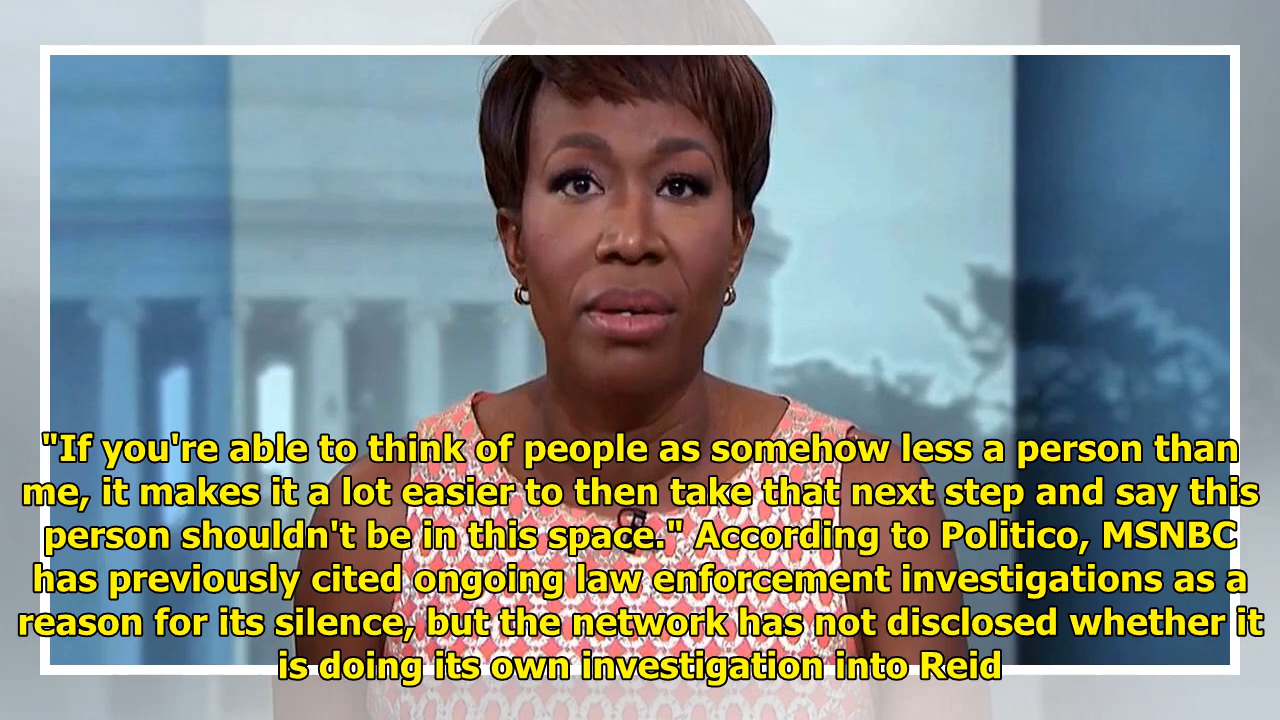 "If you're able to think of people as somehow less a person than
me, it makes it a lot easier to then take that next step and say this
person shouldn't be in this space." According to Politico, MSNBC
has previously cited ongoing law enforcement investigations as a
reason for its silence, but the network has not disclosed whether it
is doing its own investigation into Reid